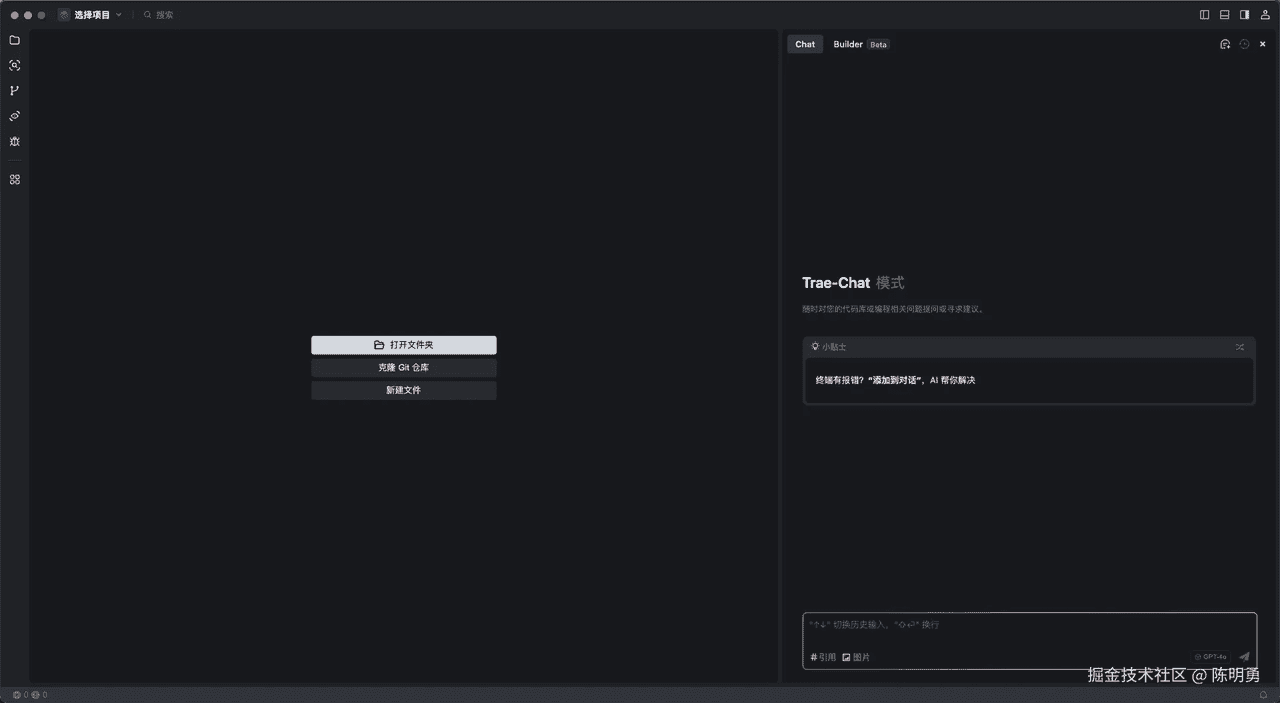 选择项目
搜索
Chat
Builder Beta
Trae-Chat 模式
随时对您的代码库或编程相关问题提问或寻求建议。
打开文件夹
克隆 Git 仓库
新建文件
小贴士
终端有报错？“添加到对话”，AI 帮你解决
"↑↓" 切换历史输入，"⇧⏎" 换行
#引用 图片
GPT-4o
掘金技术社区 @ 陈明勇
0 0